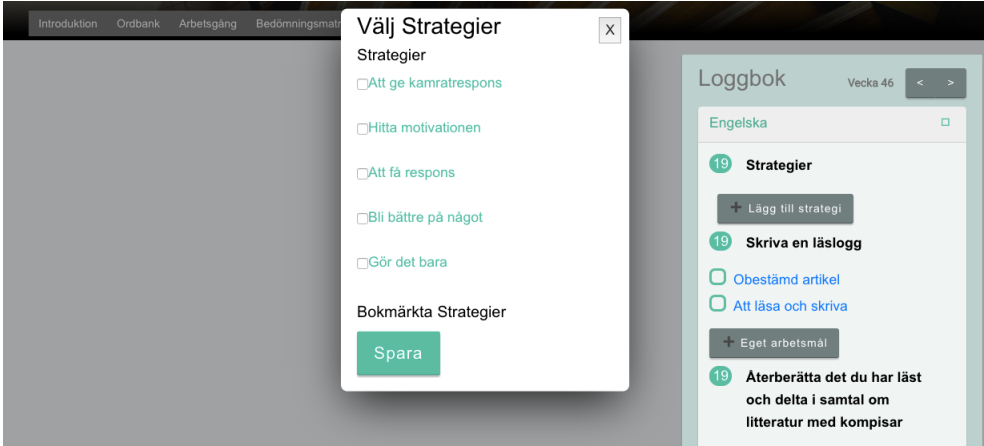 Introduktion Ordbank Arbetsgång Bedömningsmatr
Välj Strategier
X
Strategier
Att ge kamratrespons
Hitta motivationen
Att få respons
Bli bättre på något
Gör det bara
Bokmärkta Strategier
Spara
Loggbok Vecka 46 < >
Engelska
19 Strategier
+ Lägg till strategi
19 Skriva en läslogg
Obestämd artikel
Att läsa och skriva
+ Eget arbetsmål
19 Återberätta det du har läst
och delta i samtal om
litteratur med kompisar